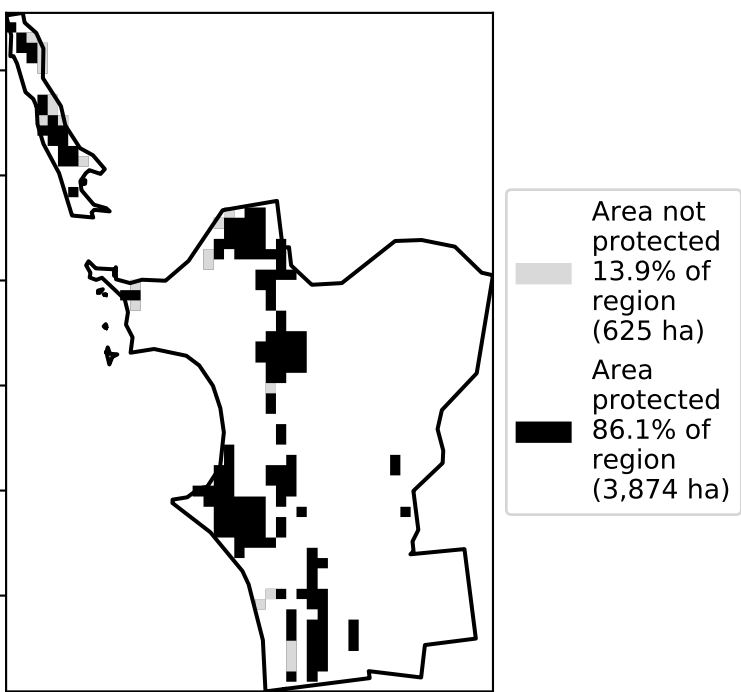 Area not
protected
13.9% of
region
(625 ha)
Area
protected
86.1% of
region
(3,874 ha)